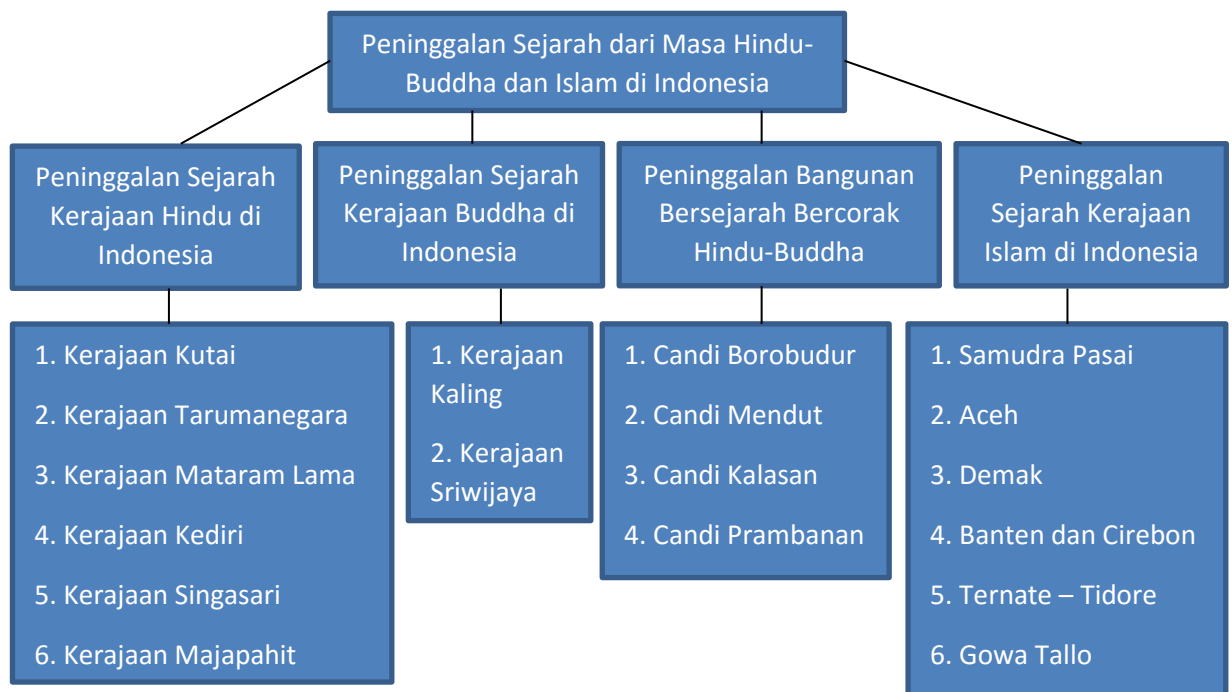 Peninggalan Sejarah dari Masa Hindu-
Buddha dan Islam di Indonesia
Peninggalan Sejarah
Kerajaan Hindu di
Indonesia
Peninggalan Sejarah
Kerajaan Buddha di
Indonesia
Peninggalan Bangunan
Bersejarah Bercorak
Hindu-Buddha
Peninggalan
Sejarah Kerajaan
Islam di Indonesia
1. Kerajaan Kutai
2. Kerajaan Tarumanegara
3. Kerajaan Mataram Lama
4. Kerajaan Kediri
5. Kerajaan Singasari
6. Kerajaan Majapahit
1. Kerajaan
Kaling
2. Kerajaan
Sriwijaya
1. Candi Borobudur
2. Candi Mendut
3. Candi Kalasan
4. Candi Prambanan
1. Samudra Pasai
2. Aceh
3. Demak
4. Banten dan Cirebon
5. Ternate – Tidore
6. Gowa Tallo